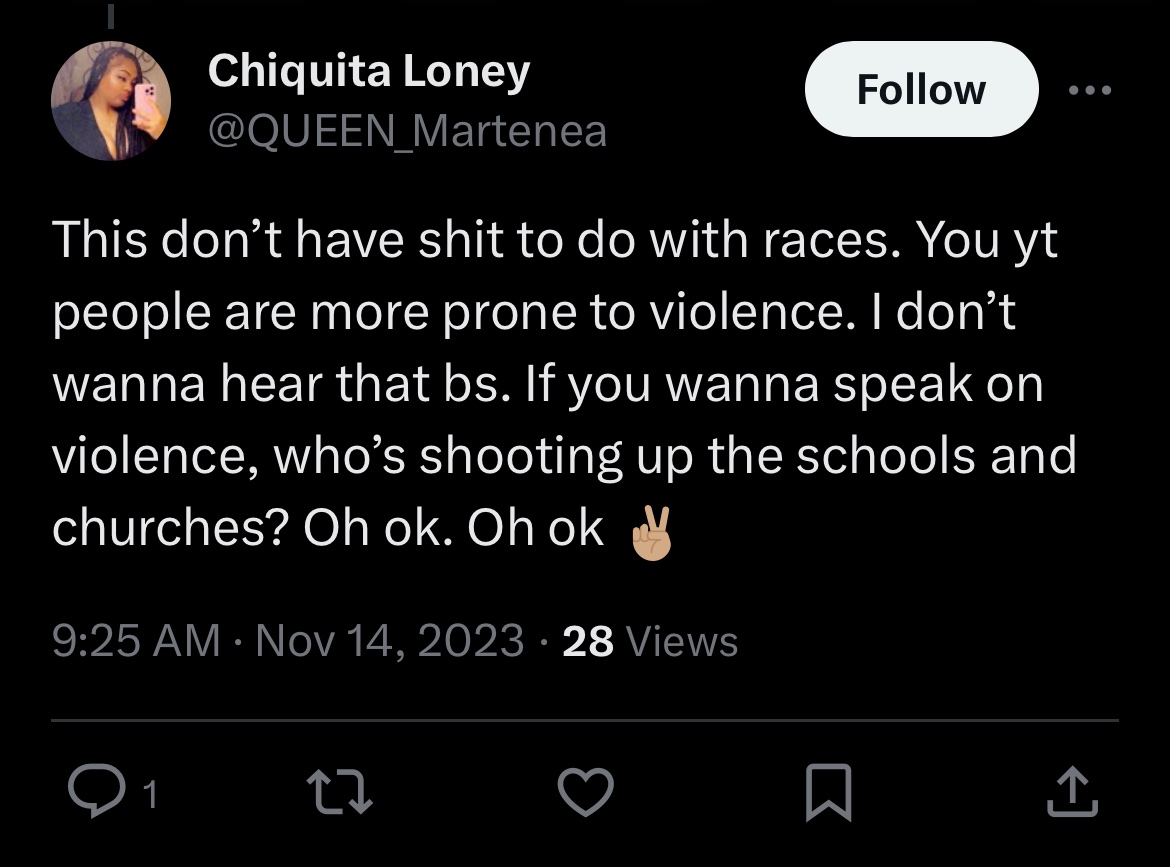 Chiquita Loney
@QUEEN_Martenea
Follow
This don’t have shit to do with races. You yt
people are more prone to violence. I don’t
wanna hear that bs. If you wanna speak on
violence, who’s shooting up the schools and
churches? Oh ok. Oh ok ✌🏼
9:25 AM · Nov 14, 2023 · 28 Views
1